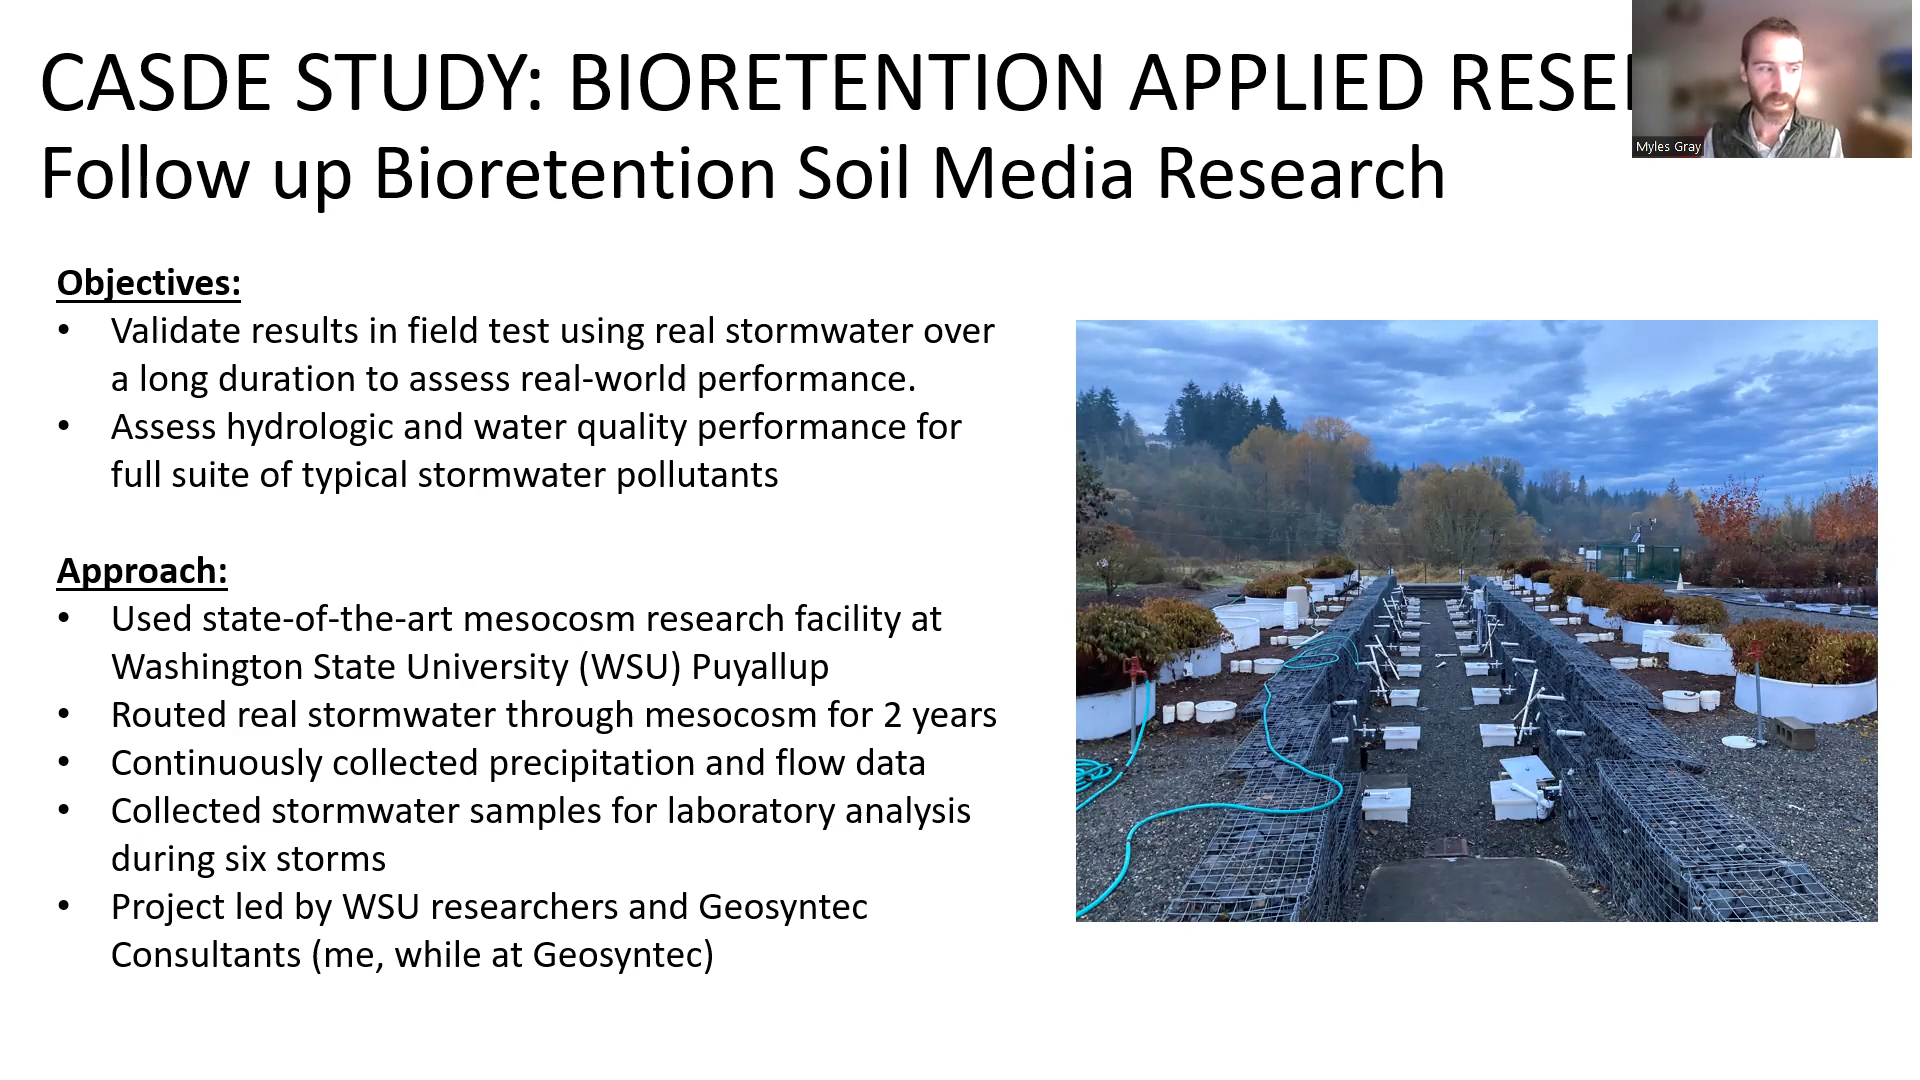 CASDE STUDY: BIORETENTION APPLIED
Follow up Bioretention Soil Media Research
Myles Gray
Objectives:
• Validate results in field test using real stormwater over
a long duration to assess real-world performance.
• Assess hydrologic and water quality performance for
full suite of typical stormwater pollutants
Approach:
• Used state-of-the-art mesocosm research facility at
Washington State University (WSU) Puyallup
• Routed real stormwater through mesocosm for 2 years
• Continuously collected precipitation and flow data
• Collected stormwater samples for laboratory analysis
during six storms
• Project led by WSU researchers and Geosyntec
Consultants (me, while at Geosyntec)